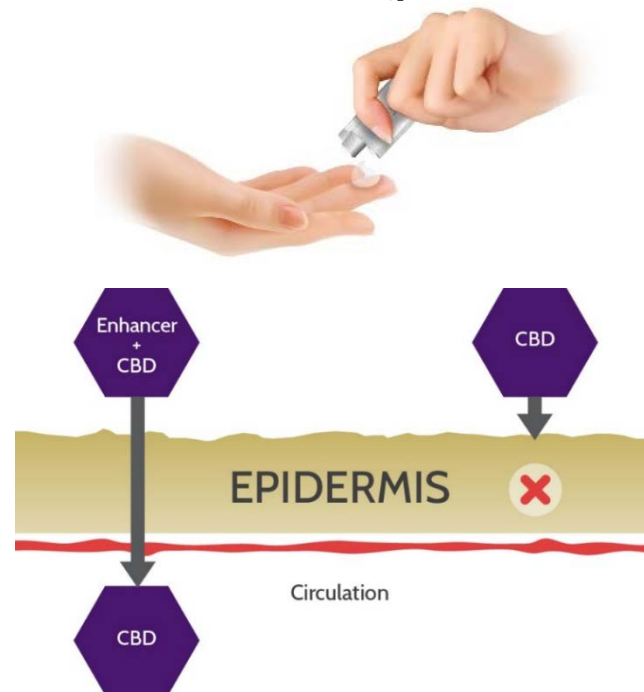 Enhancer
+
CBD
CBD
EPIDERMIS
Circulation
CBD